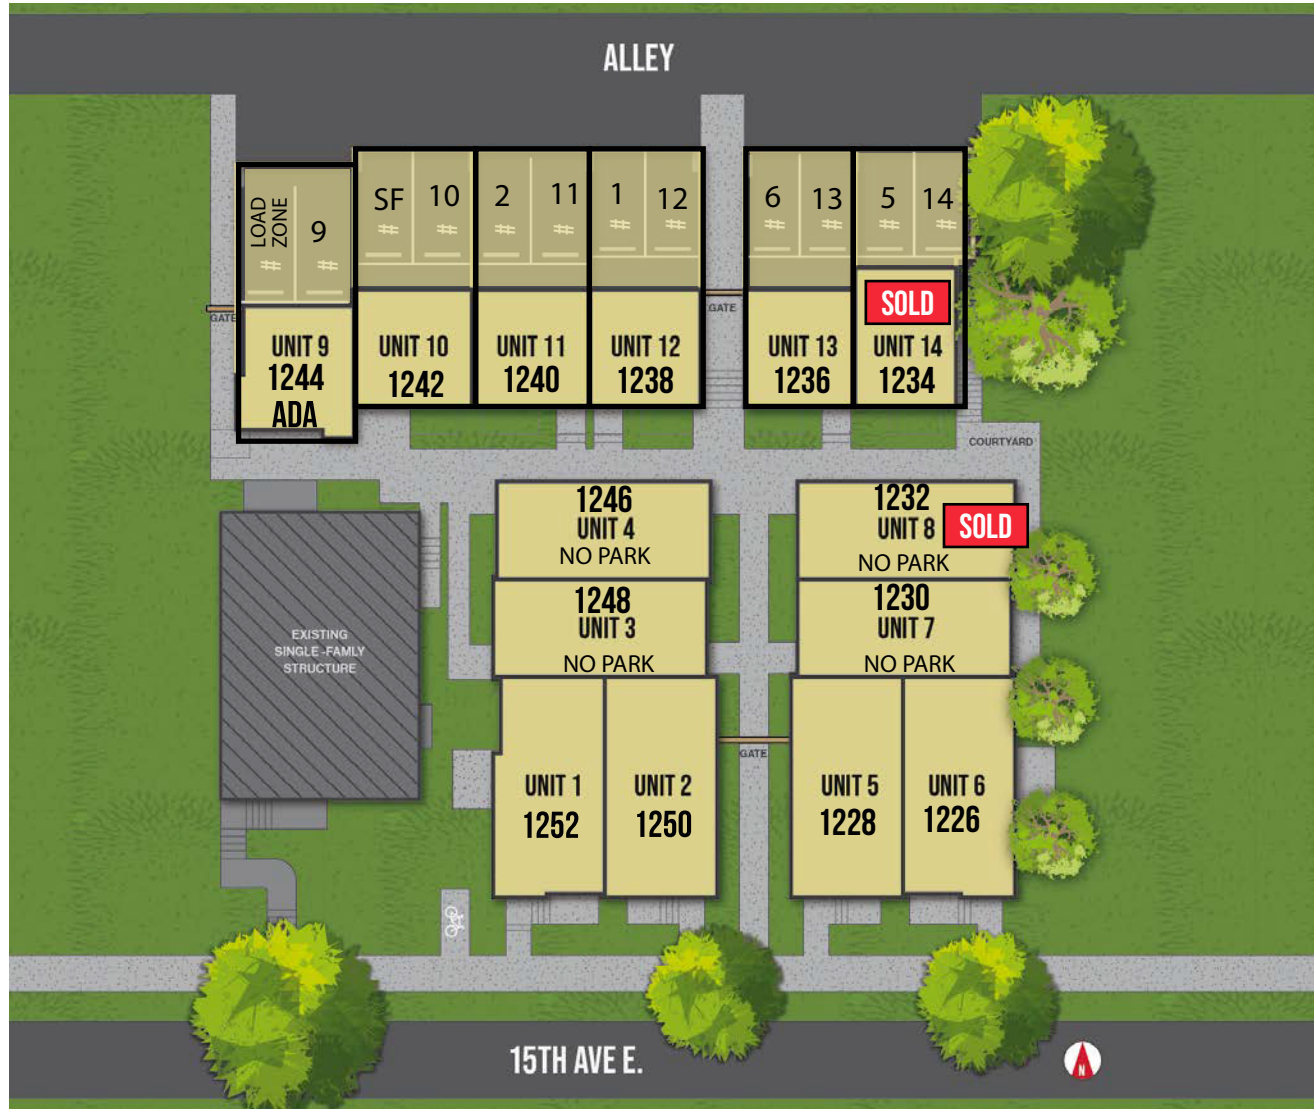 ALLEY
LOAD
ZONE
9
SF
10
2
11
1
12
6
13
5
14
GATE
GATE
SOLD
UNIT 9
1244
ADA
UNIT 10
1242
UNIT 11
1240
UNIT 12
1238
UNIT 13
1236
UNIT 14
1234
COURTYARD
1246
UNIT 4
NO PARK
1232
UNIT 8
SOLD
NO PARK
EXISTING
SINGLE-FAMLY
STRUCTURE
1248
UNIT 3
NO PARK
1230
UNIT 7
NO PARK
GATE
UNIT 1
1252
UNIT 2
1250
UNIT 5
1228
UNIT 6
1226
15TH AVE E.
N